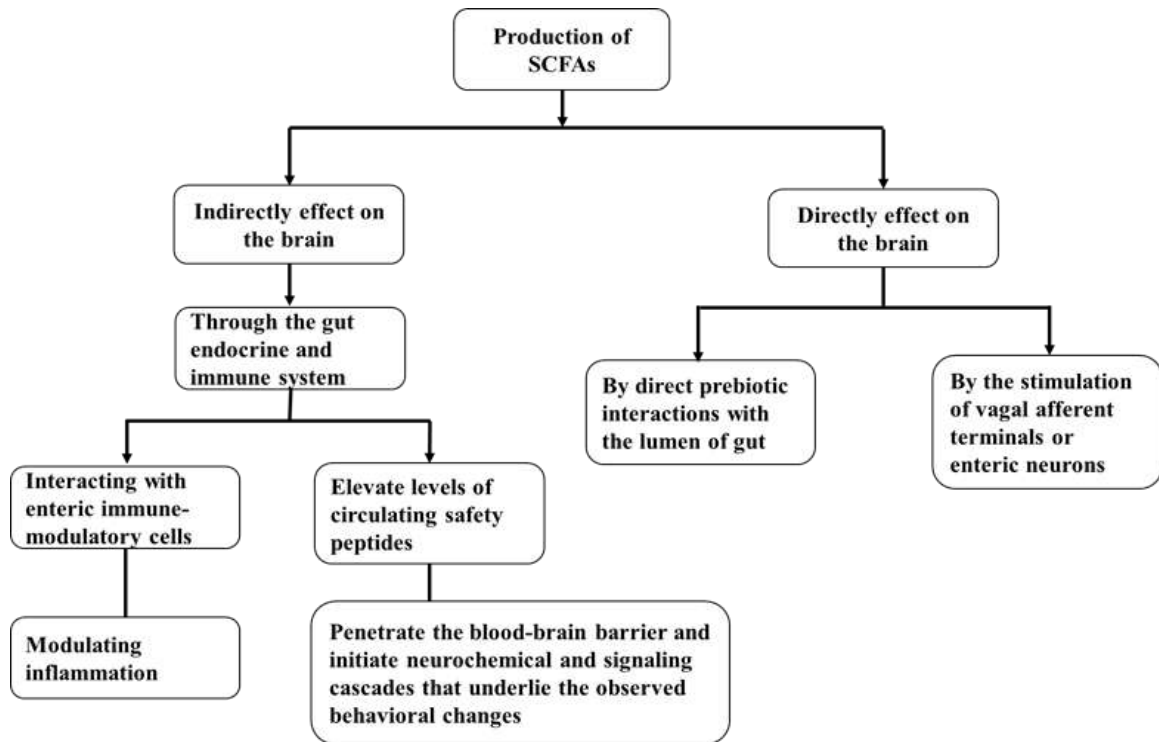 Production of
SCFAs
Indirectly effect on
the brain
Directly effect on
the brain
Through the gut
endocrine and
immune system
By direct prebiotic
interactions with
the lumen of gut
By the stimulation
of vagal afferent
terminals or
enteric neurons
Interacting with
enteric immune-
modulatory cells
Elevate levels of
circulating safety
peptides
Modulating
inflammation
Penetrate the blood-brain barrier and
initiate neurochemical and signaling
cascades that underlie the observed
behavioral changes